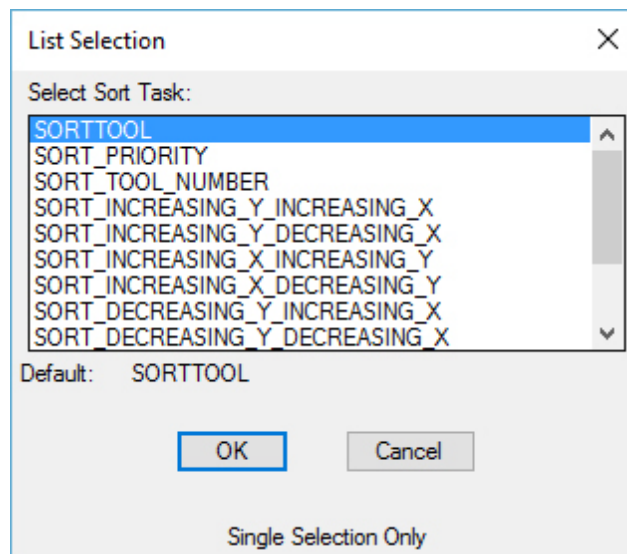 List Selection
Select Sort Task:
SORTTOOL
SORT_PRIORITY
SORT_TOOL_NUMBER
SORT_INCREASING_Y_INCREASING_X
SORT_INCREASING_Y_DECREASING_X
SORT_INCREASING_X_INCREASING_Y
SORT_INCREASING_X_DECREASING_Y
SORT_DECREASING_Y_INCREASING_X
SORT_DECREASING_Y_DECREASING_X
Default: SORTTOOL
OK Cancel
Single Selection Only